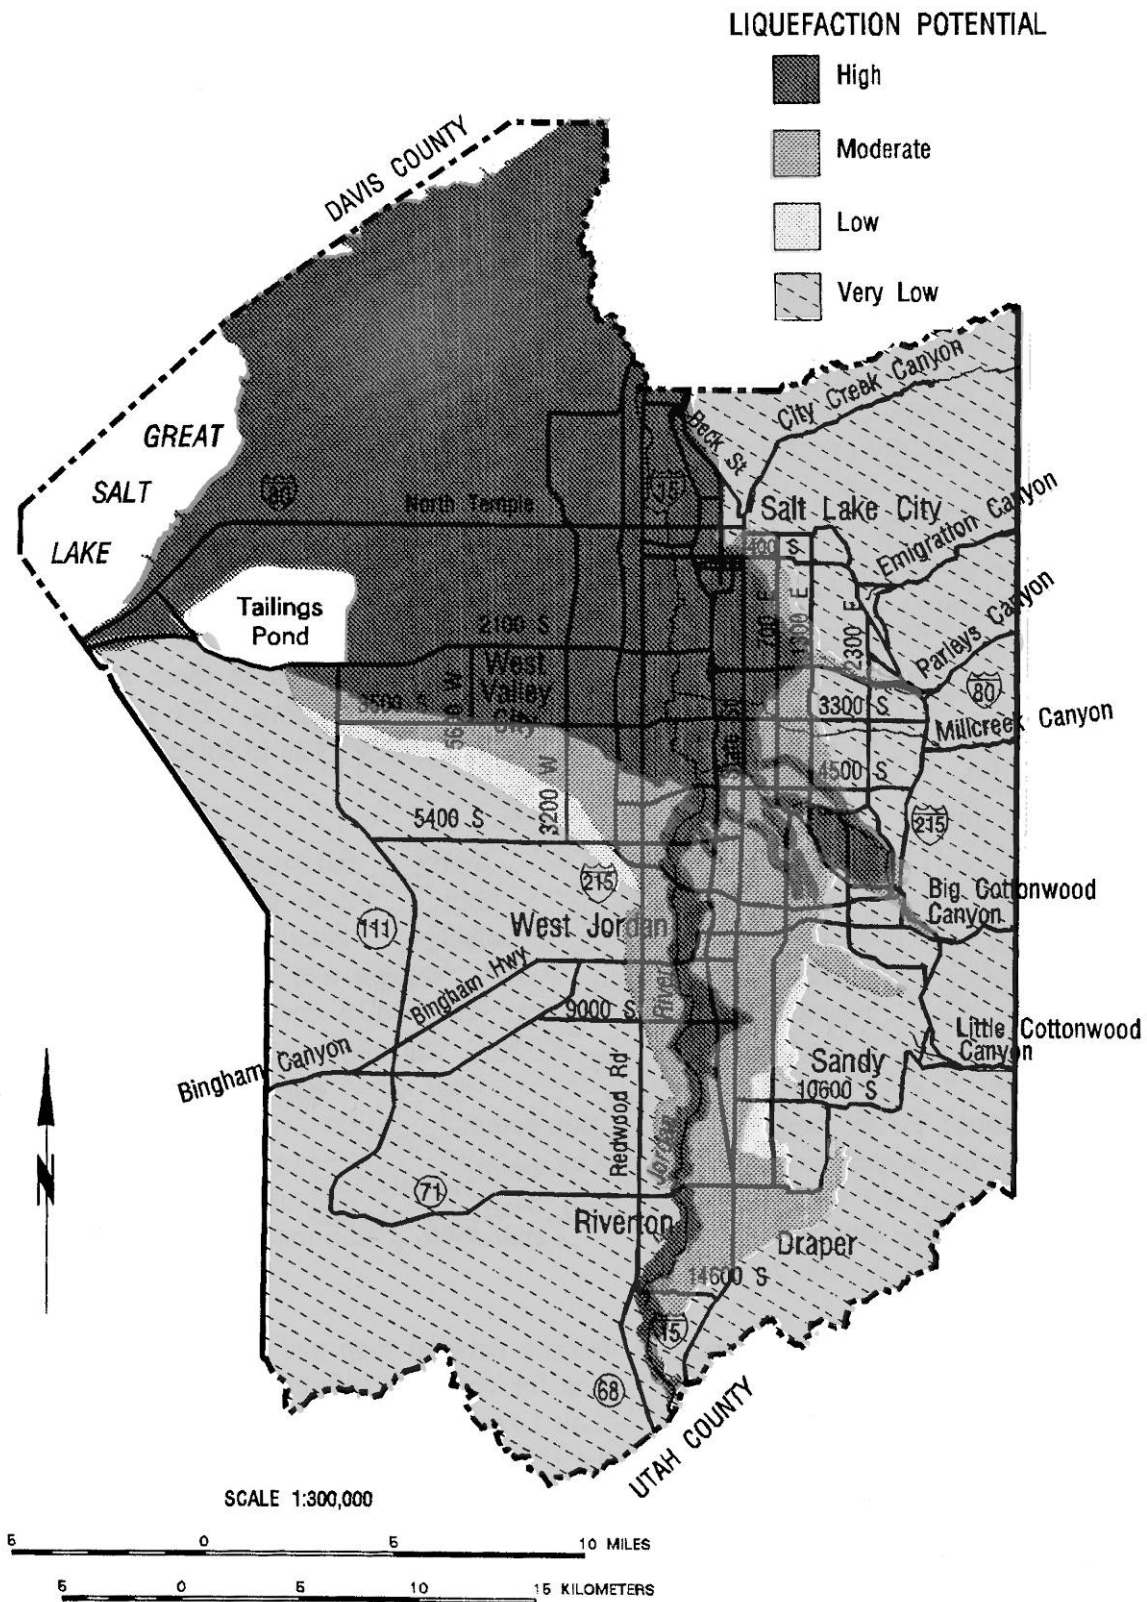 LIQUEFACTION POTENTIAL
High
Moderate
Low
Very Low
DAVIS COUNTY
City Creek Canyon
Beck St
GREAT
SALT
LAKE
80
15
North Temple
Salt Lake City
Emigration Canyon
400 S
Tailings
Pond
2100 S
700 E
1300 E
2300 E
Parleys Canyon
80
West
Valley
City
3500 S
5600 W
State St
3300 S
Millcreek Canyon
3200 W
4500 S
5400 S
215
215
Big Cottonwood
Canyon
111
West Jordan
Bingham Hwy
River
9000 S
Bingham Canyon
Little Cottonwood
Canyon
Sandy
10600 S
Redwood Rd
Jordan
N
71
Riverton
Draper
14600 S
15
68
UTAH COUNTY
SCALE 1:300,000
5 0 5 10 MILES
5 0 5 10 15 KILOMETERS